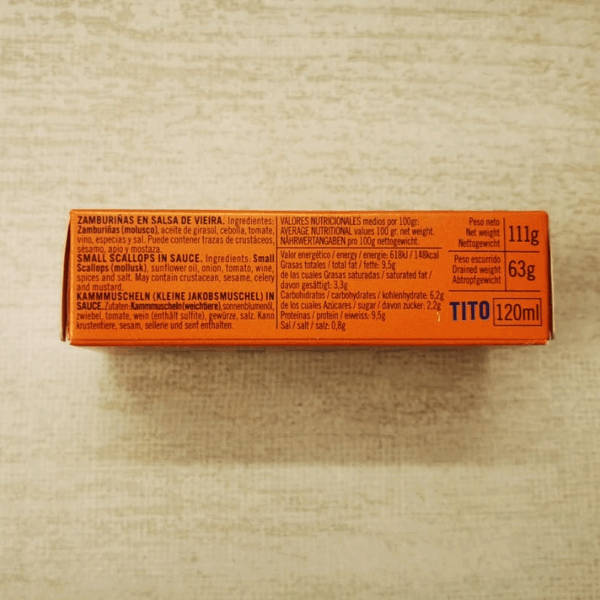 ZAMBURIÑAS EN SALSA DE VIEIRA. Ingredientes:
Zamburiñas (molusco), aceite de girasol, cebolla, tomate,
vino, especias y sal. Puede contener trazas de crustáceos,
sésamo, apio y mostaza.
SMALL SCALLOPS IN SAUCE. Ingredients: Small
Scallops (mollusk), sunflower oil, onion, tomato, wine,
spices and salt. May contain crustacean, sesame, celery
and mustard.
KAMMMUSCHELN (KLEINE JAKOBSMUSCHEL) IN
SAUCE. Zutaten: Kammmuscheln (weichtiere), sonnenblumenöl,
zwiebel, tomate, wein (enthält sulfite), gewürze, salz. Kann
krustentiere, sesam, sellerie und senf enthalten.
VALORES NUTRICIONALES medios por 100gr:
AVERAGE NUTRITIONAL values 100 gr. net weight.
NÄHRWERTANGABEN pro 100g nettogewicht.
Valor energético / energy / energie: 618kJ / 148kcal
Grasas totales / total fat / fette: 9,5g
de las cuales Grasas saturadas / saturated fat /
davon gesättigt: 3,3g
Carbohidratos / carbohydrates / kohlenhydrate: 6,2g
de los cuales Azúcares / sugar / davon zucker: 2,2g
Proteínas / protein / eiweiss: 9,5g
Sal / salt / salz: 0,8g
Peso neto
Net weight
Nettogewicht
111g
Peso escurrido
Drained weight
Abtropfgewicht
63g
TITO 120ml